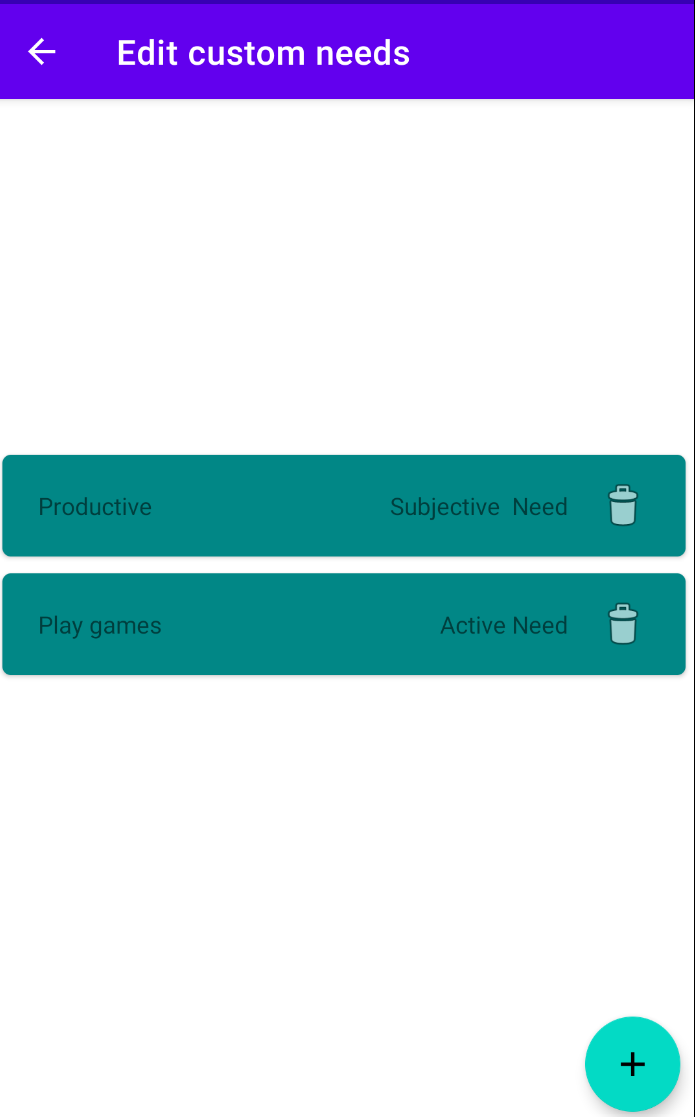 Edit custom needs
Productive Subjective  Need
Play games Active Need
+